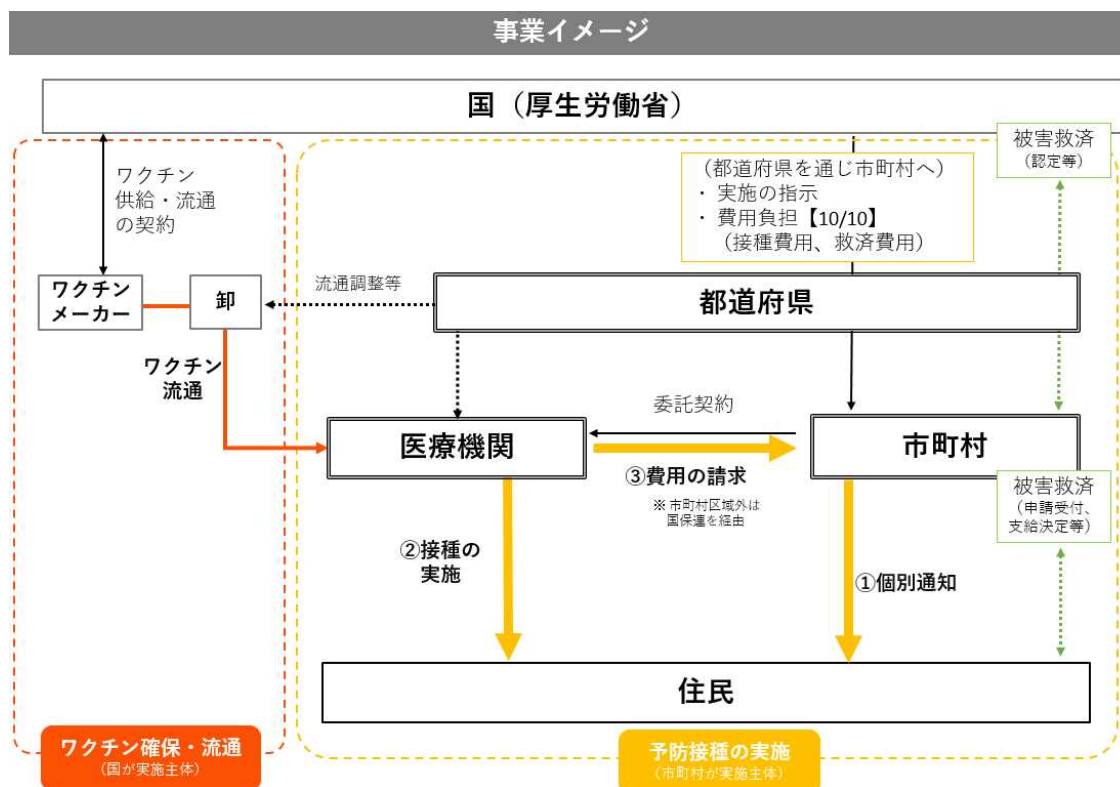 事業イメージ
国（厚生労働省）
ワクチン
供給・流通
の契約
（都道府県を通じ市町村へ）
・ 実施の指示
・ 費用負担【10/10】
（接種費用、救済費用）
被害救済
（認定等）
ワクチン
メーカー
卸
流通調整等
都道府県
ワクチン
流通
委託契約
医療機関
市町村
③費用の請求
※ 市町村区域外は
国保連を経由
被害救済
（申請受付、
支給決定等）
②接種の
実施
①個別通知
住民
ワクチン確保・流通
（国が実施主体）
予防接種の実施
（市町村が実施主体）